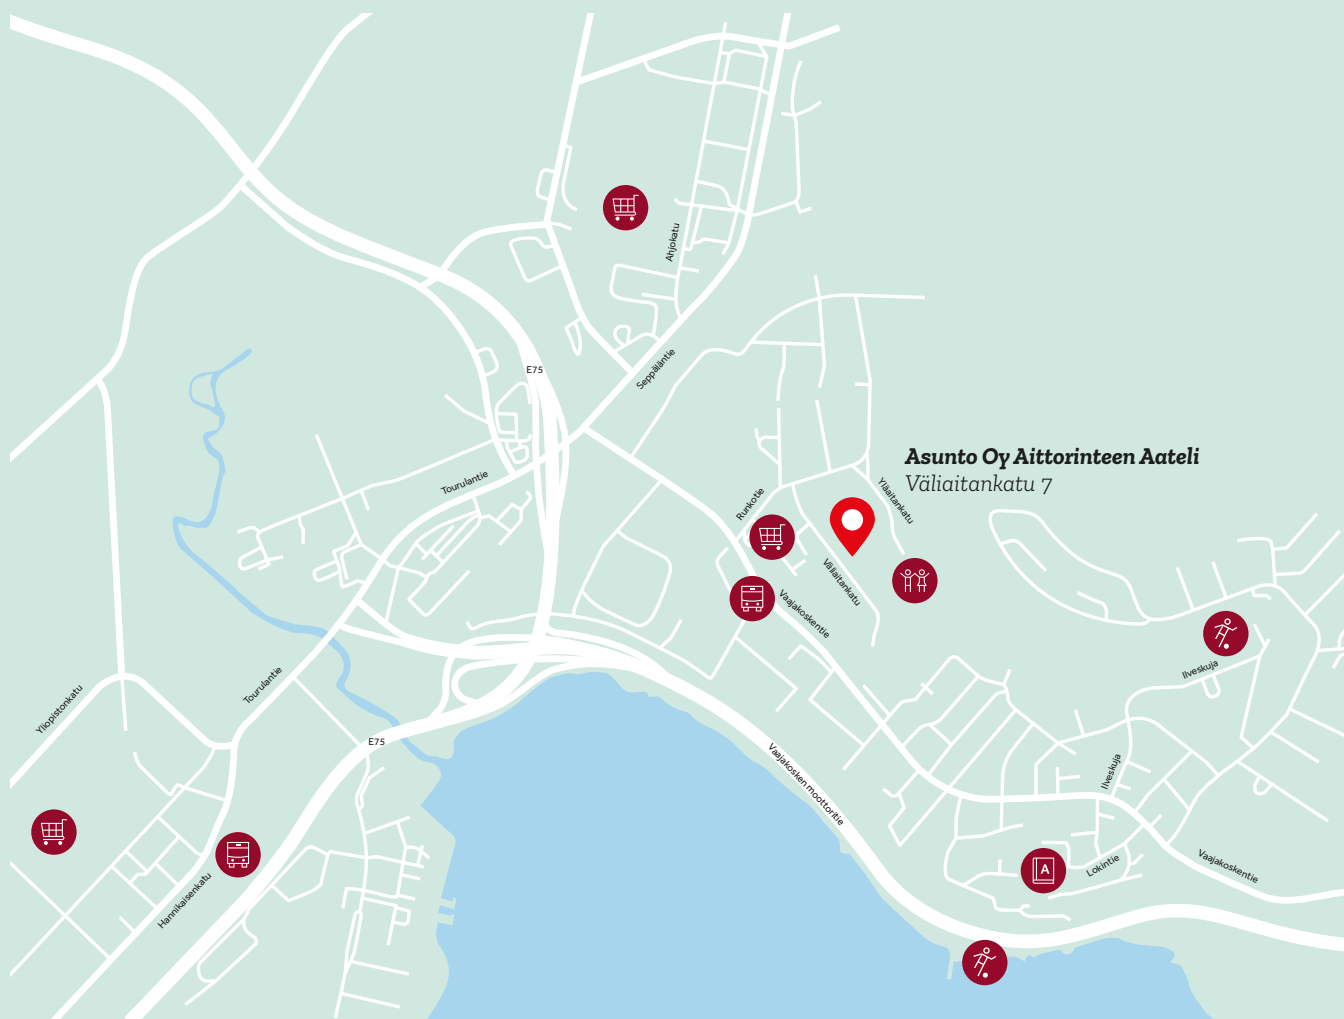 Ahjokatu
Seppäläntie
E75
Asunto Oy Aittorinteen Aateli
Väliaitankatu 7
Tourulantie
Runkotie
Yläaitankatu
Väliaitankatu
Vaajakoskentie
Ilveskuja
Tourulantie
Yliopistonkatu
E75
Vaajakosken moottoritie
Ilveskuja
A
Lokintie
Vaajakoskentie
Hannikaisenkatu